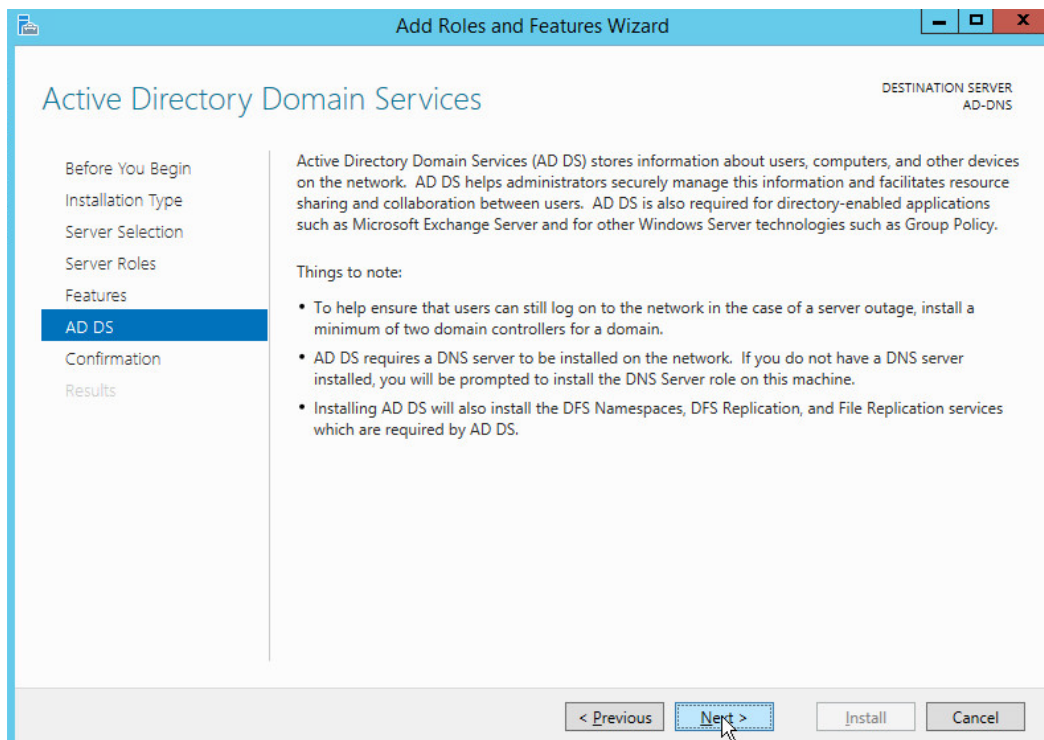 Add Roles and Features Wizard
Active Directory Domain Services
DESTINATION SERVER
AD-DNS
Before You Begin
Installation Type
Server Selection
Server Roles
Features
AD DS
Confirmation
Results
Active Directory Domain Services (AD DS) stores information about users, computers, and other devices
on the network. AD DS helps administrators securely manage this information and facilitates resource
sharing and collaboration between users. AD DS is also required for directory-enabled applications
such as Microsoft Exchange Server and for other Windows Server technologies such as Group Policy.
Things to note:
• To help ensure that users can still log on to the network in the case of a server outage, install a
minimum of two domain controllers for a domain.
• AD DS requires a DNS server to be installed on the network. If you do not have a DNS server
installed, you will be prompted to install the DNS Server role on this machine.
• Installing AD DS will also install the DFS Namespaces, DFS Replication, and File Replication services
which are required by AD DS.
< Previous
Next >
Install
Cancel